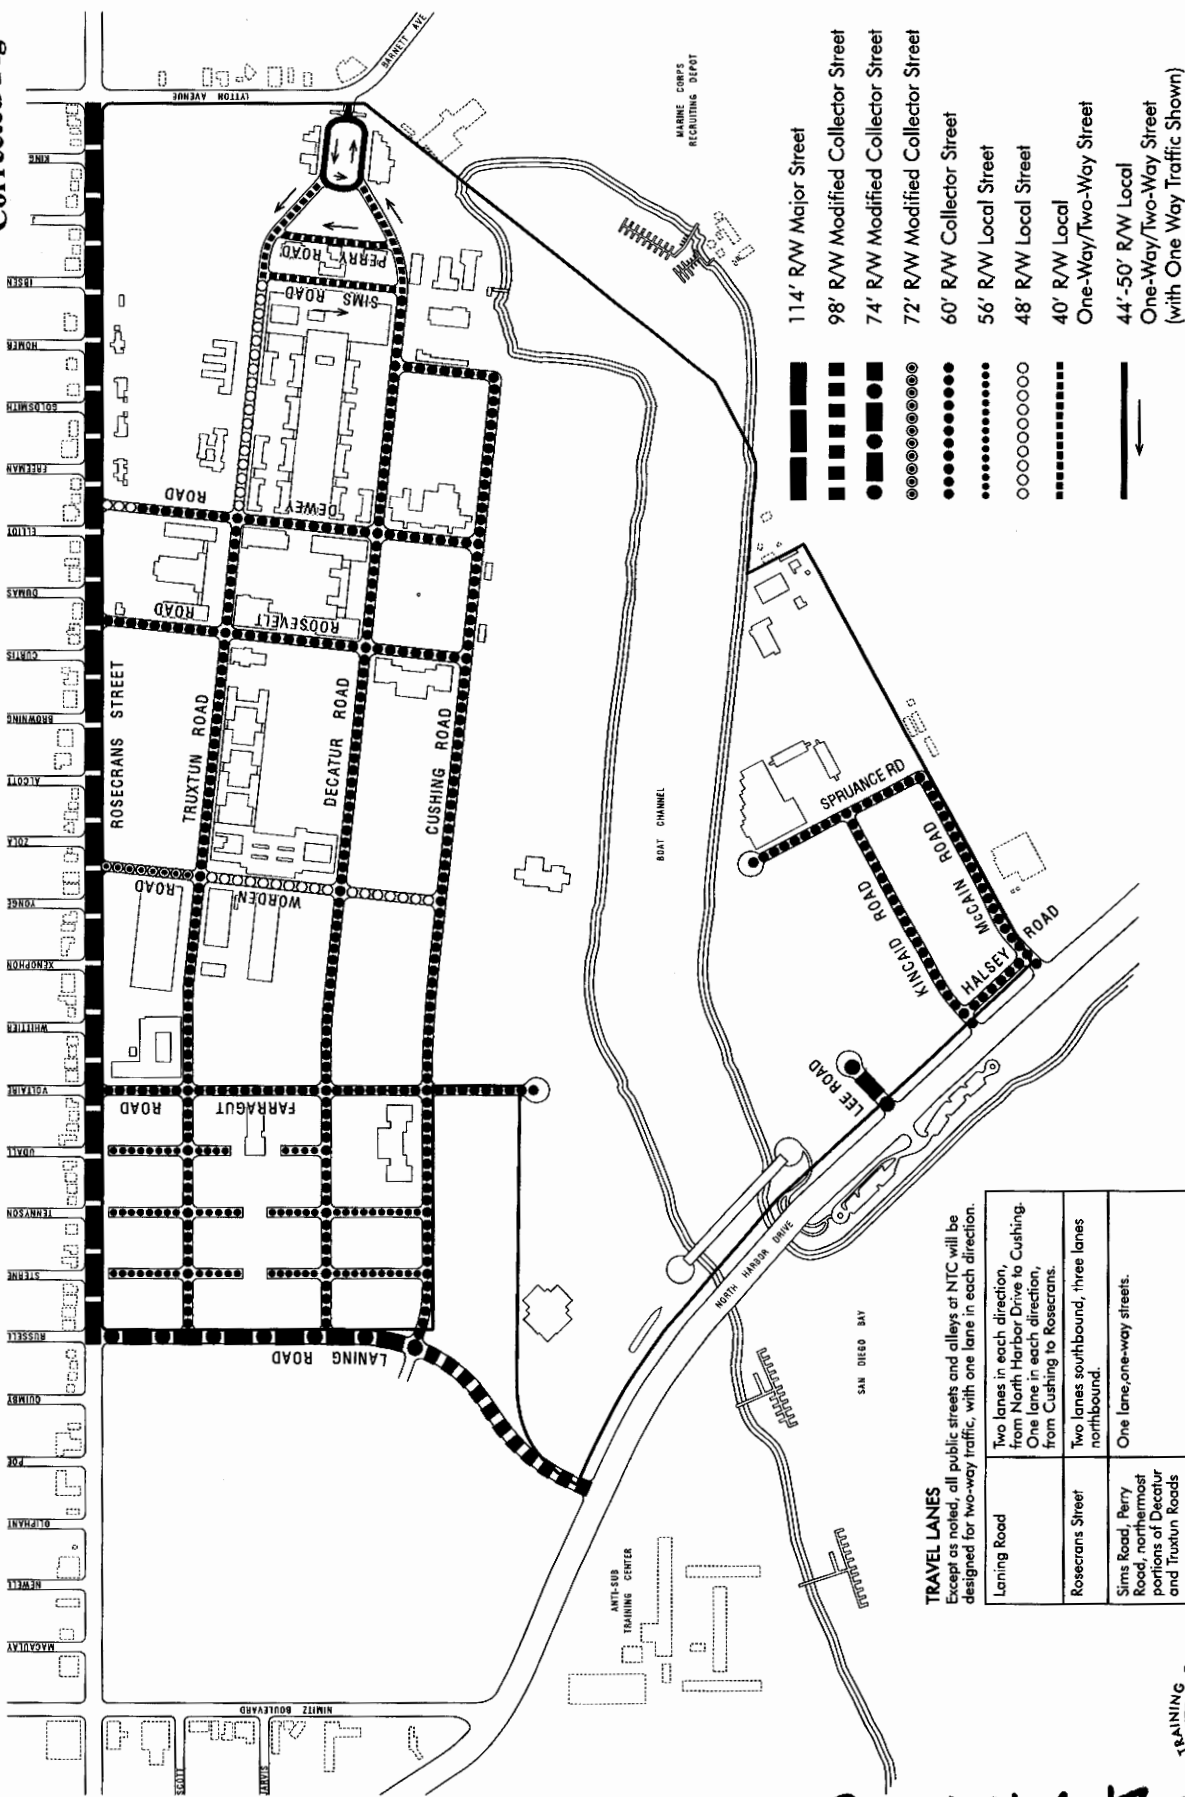 KING
IBSEN
HOMER
GOLDSMITH
FREEMAN
ELLIOT
DUMAS
CURTIS
BROWNING
ALCOTT
ZOLA
YONGE
XENOPHON
WHITTIER
VOLTAIRE
UDALL
TENNYSON
STERNE
RUSSELL
QUIMBY
POE
OLIPHANT
NEWELL
MACAULAY
SCOTT
JARVIS
NIMITZ BOULEVARD
LYTTON AVENUE
BARNETT AVE
MARINE CORPS
RECRUITING DEPOT
PERRY ROAD
SIMS ROAD
DEWEY ROAD
ROOSEVELT ROAD
ROSECRANS STREET
TRUXTUN ROAD
DECATUR ROAD
CUSHING ROAD
WORDEN ROAD
FARRAGUT ROAD
LANING ROAD
BOAT CHANNEL
SPRUANCE RD
KINCAID ROAD
McCAIN ROAD
HALSEY ROAD
LEE ROAD
NORTH HARBOR DRIVE
SAN DIEGO BAY
ANTI-SUB
TRAINING CENTER
114' R/W Major Street
98' R/W Modified Collector Street
74' R/W Modified Collector Street
72' R/W Modified Collector Street
60' R/W Collector Street
56' R/W Local Street
48' R/W Local Street
40' R/W Local
One-Way/Two-Way Street
44'-50' R/W Local
One-Way/Two-Way Street
(with One Way Traffic Shown)
TRAVEL LANES
Except as noted, all public streets and alleys at NTC will be
designed for two-way traffic, with one lane in each direction.
Laning Road
Two lanes in each direction,
from North Harbor Drive to Cushing.
One lane in each direction,
from Cushing to Rosecrans.
Rosecrans Street
Two lanes southbound, three lanes
northbound.
Sims Road, Perry
Road, northermost
portions of Decatur
and Truxtun Roads
One lane,one-way streets.
TRAINING